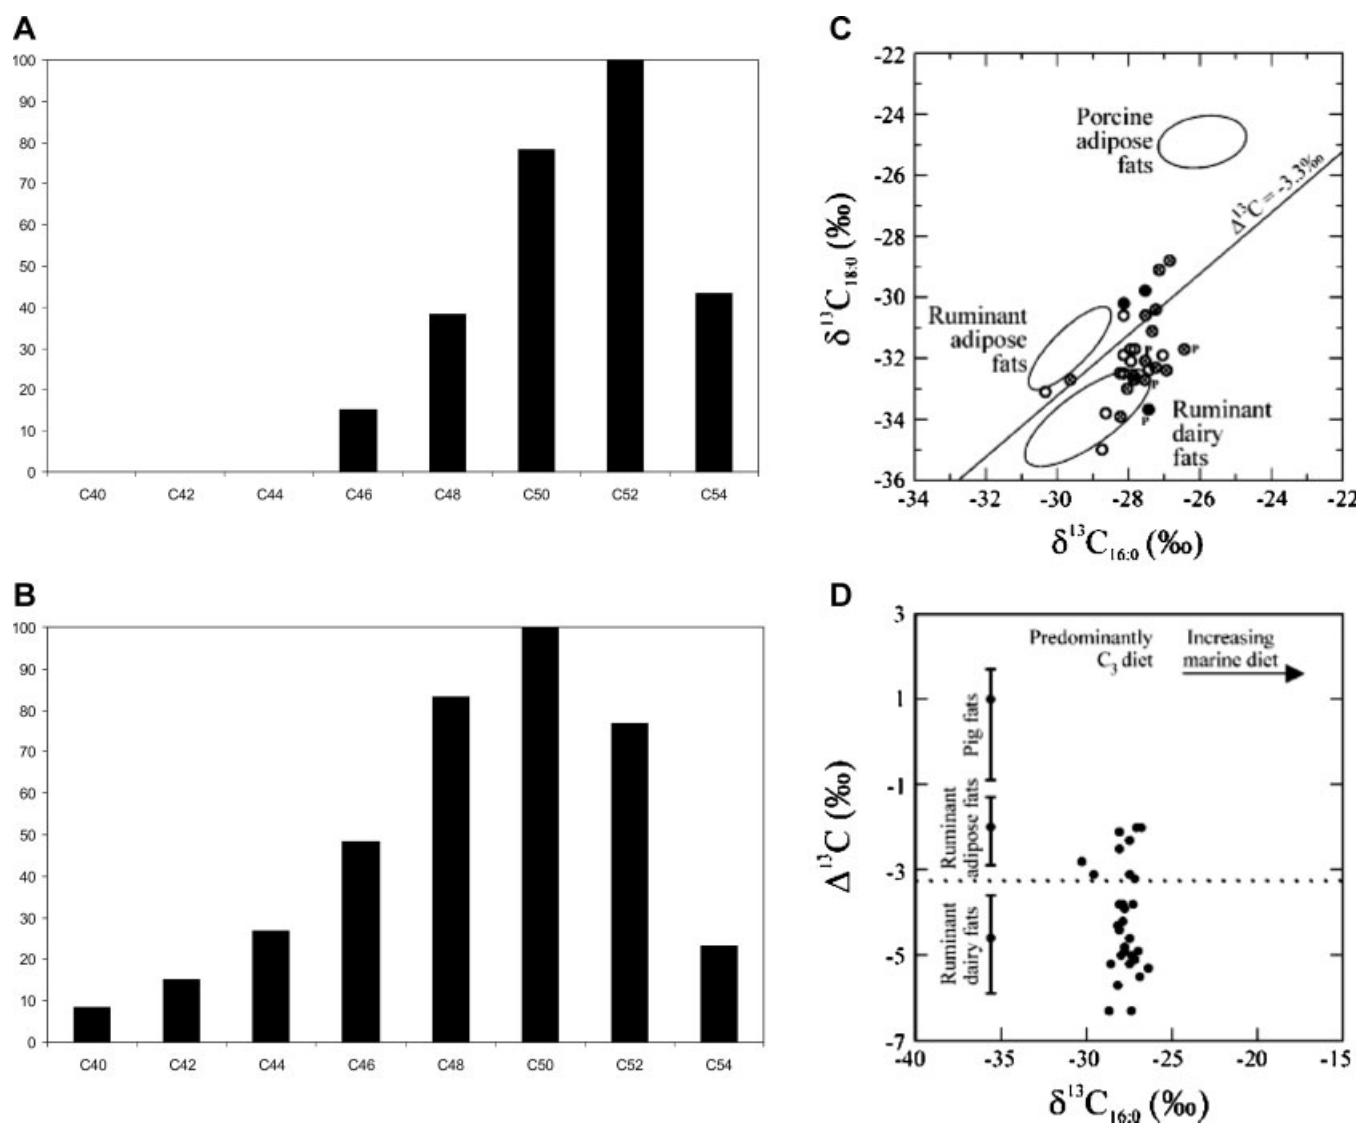 A
100
90
80
70
60
50
40
30
20
10
0
C40 C42 C44 C46 C48 C50 C52 C54
B
100
90
80
70
60
50
40
30
20
10
0
C40 C42 C44 C46 C48 C50 C52 C54
C
δ¹³C₁₈:₀ (‰)
-22
-24
-26
-28
-30
-32
-34
-36
Porcine
adipose
fats
Δ¹³C = -3.3‰
Ruminant
adipose
fats
P
P
P
P
Ruminant
dairy
fats
-34 -32 -30 -28 -26 -24 -22
δ¹³C₁₆:₀ (‰)
D
Δ¹³C (‰)
3
1
-1
-3
-5
-7
Predominantly
C₃ diet
Increasing
marine diet
Pig fats
Ruminant
adipose fats
Ruminant
dairy fats
-40 -35 -30 -25 -20 -15
δ¹³C₁₆:₀ (‰)